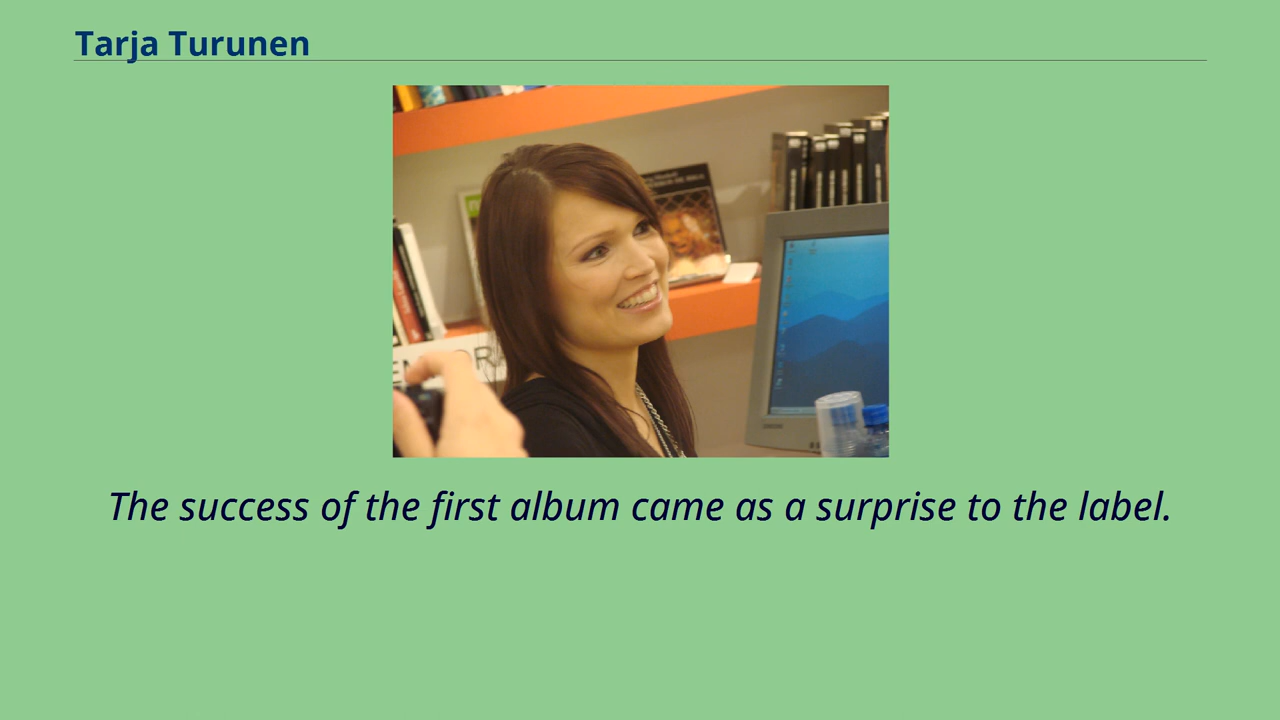 Tarja Turunen
The success of the first album came as a surprise to the label.